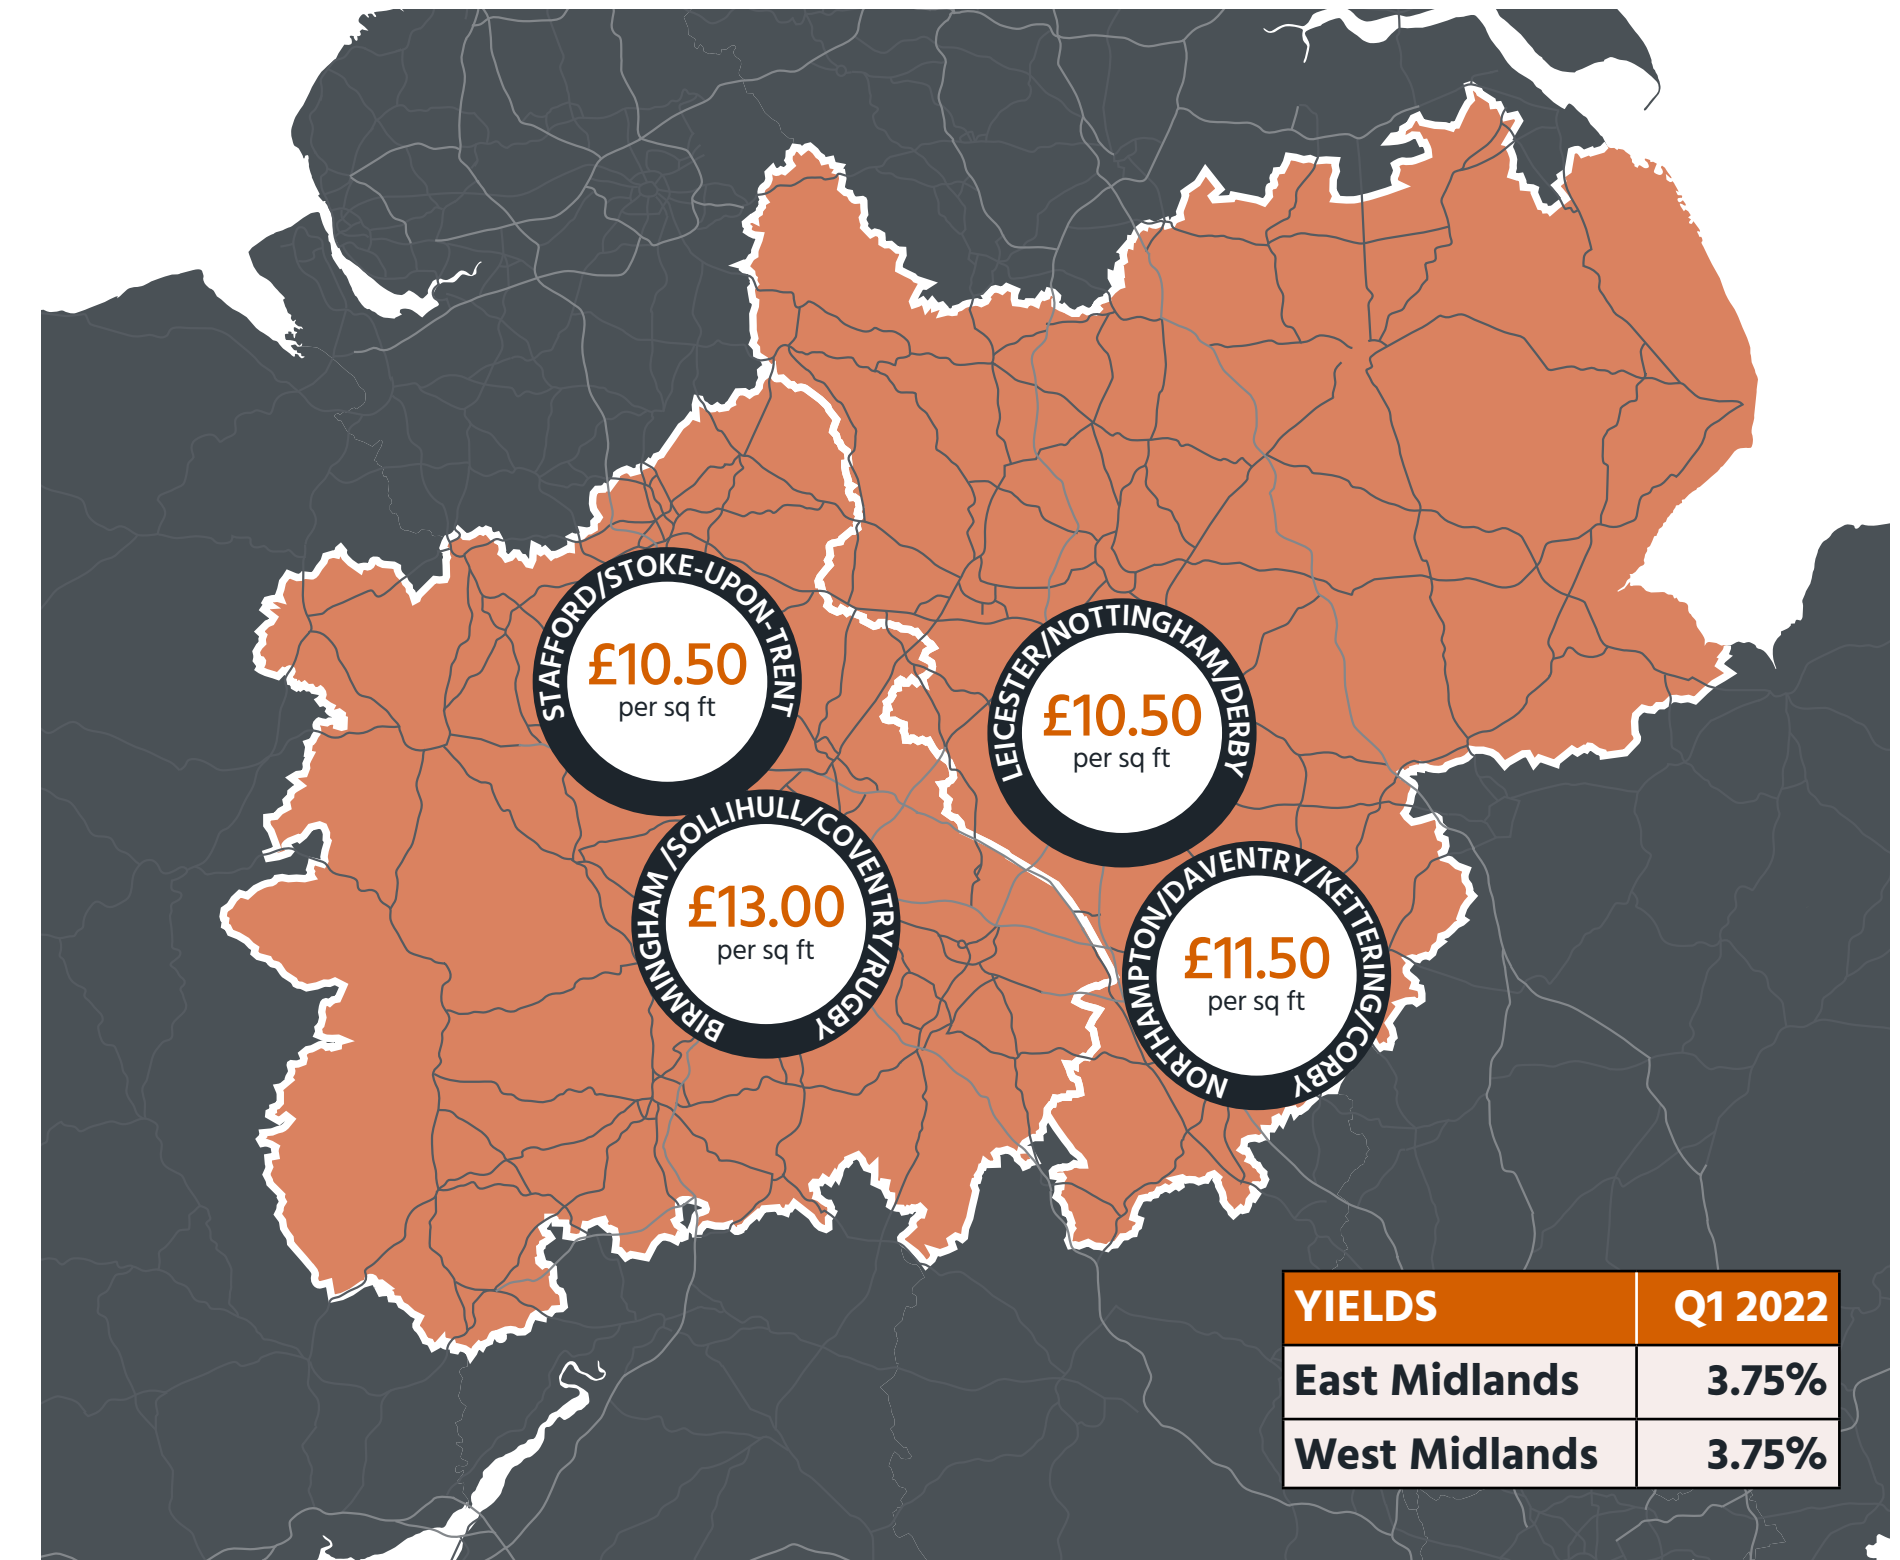 STAFFORD/STOKE-UPON-TRENT
£10.50
per sq ft
LEICESTER/NOTTINGHAM/DERBY
£10.50
per sq ft
BIRMINGHAM /SOLLIHULL/COVENTRY/RUGBY
£13.00
per sq ft
NORTHAMPTON/DAVENTRY/KETTERING/CORBY
£11.50
per sq ft
YIELDS Q1 2022
East Midlands 3.75%
West Midlands 3.75%